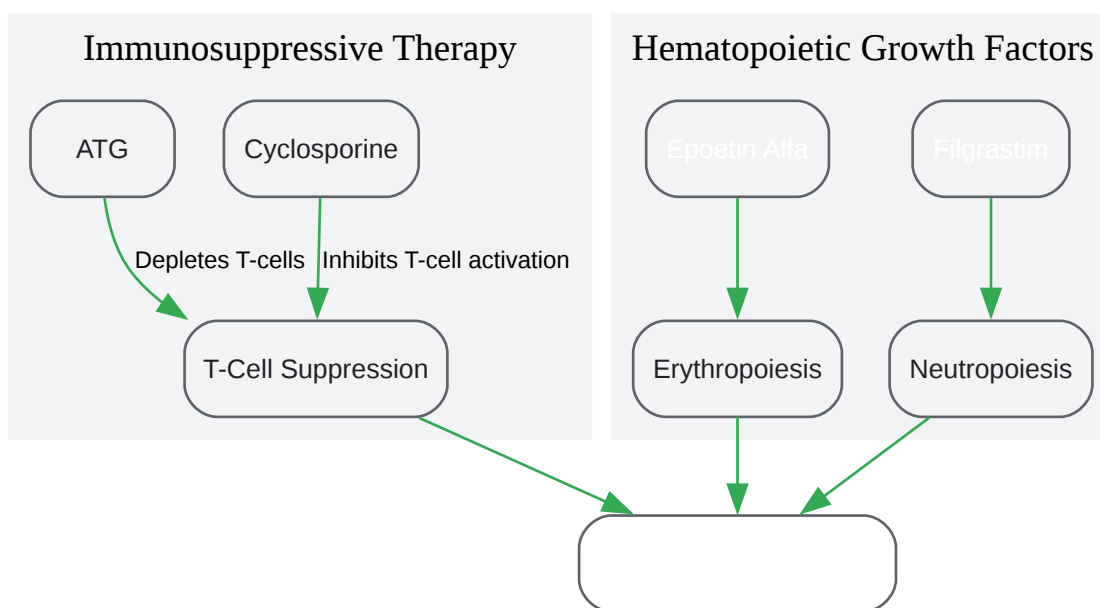 Immunosuppressive Therapy
Hematopoietic Growth Factors
ATG
Cyclosporine
Epoetin Alfa
Filgrastim
Depletes T-cells
Inhibits T-cell activation
T-Cell Suppression
Erythropoiesis
Neutropoiesis